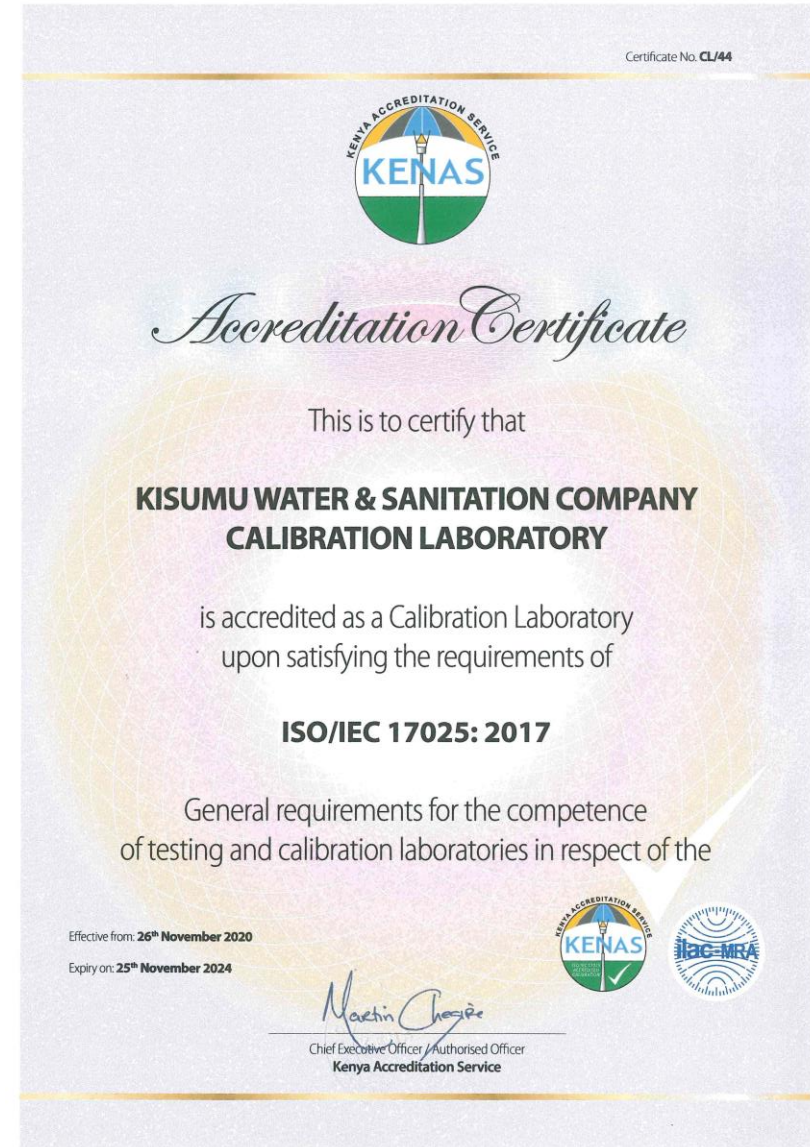 Certificate No. CL/44
KENYA ACCREDITATION SERVICE
KENAS
Accreditation Certificate
This is to certify that
KISUMU WATER & SANITATION COMPANY
CALIBRATION LABORATORY
is accredited as a Calibration Laboratory
upon satisfying the requirements of
ISO/IEC 17025: 2017
General requirements for the competence
of testing and calibration laboratories in respect of the
Effective from: 26th November 2020
Expiry on: 25th November 2024
KENYA ACCREDITATION SERVICE
KENAS
ilac-MRA
Martin Chesire
Chief Executive Officer / Authorised Officer
Kenya Accreditation Service